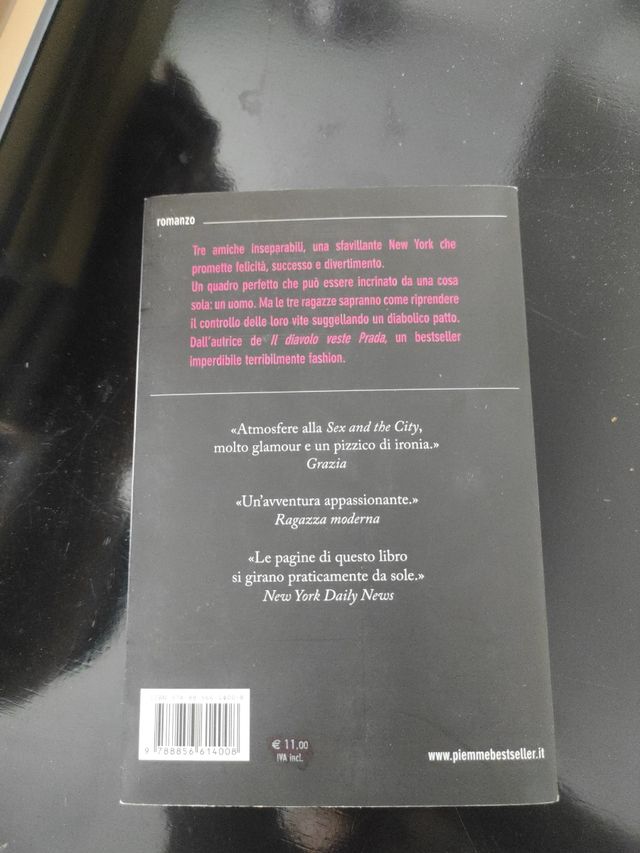 romanzo
Tre amiche inseparabili, una sfavillante New York che
promette felicità, successo e divertimento.
Un quadro perfetto che può essere incrinato da una cosa
sola: un uomo. Ma le tre ragazze sapranno come riprendere
il controllo delle loro vite suggellando un diabolico patto.
Dall'autrice de Il diavolo veste Prada, un bestseller
imperdibile terribilmente fashion.
«Atmosfere alla Sex and the City,
molto glamour e un pizzico di ironia.»
Grazia
«Un'avventura appassionante.»
Ragazza moderna
«Le pagine di questo libro
si girano praticamente da sole.»
New York Daily News
9 788856 614008
€ 11,00
IVA incl.
www.piemmebestseller.it